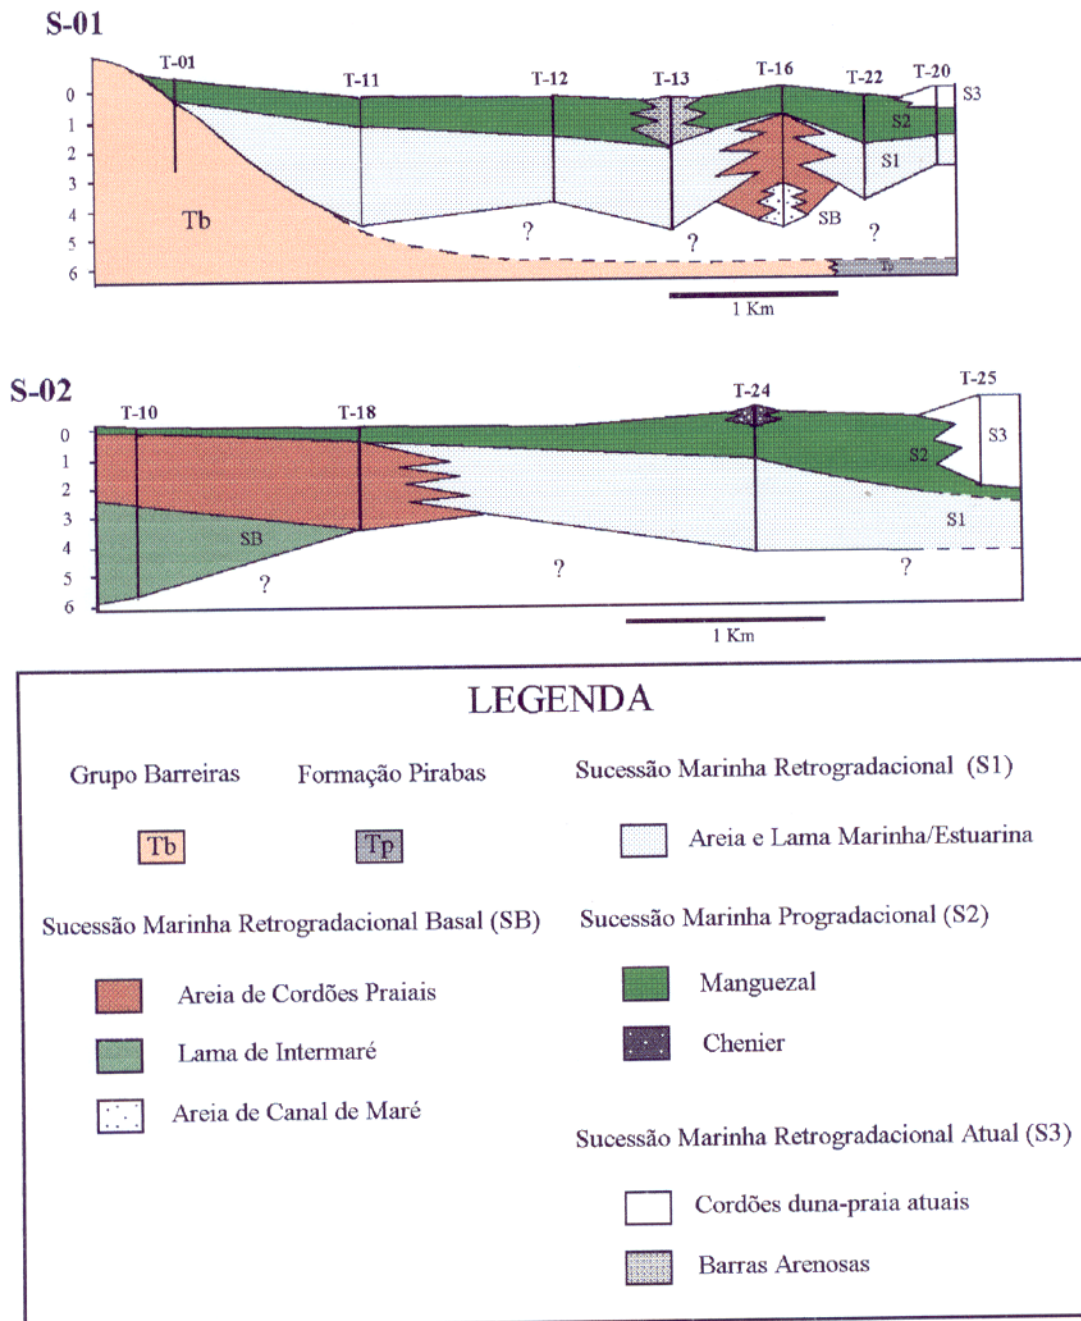 S-01
T-01
T-11
T-12
T-13
T-16
T-22
T-20
0
1
2
3
4
5
6
Tb
S3
S2
S1
SB
?
?
?
Tp
1 Km
S-02
T-10
T-18
T-24
T-25
0
1
2
3
4
5
6
S3
S2
S1
SB
?
?
?
1 Km
LEGENDA
Grupo Barreiras
Tb
Formação Pirabas
Tp
Sucessão Marinha Retrogradacional Basal (SB)
Areia de Cordões Praiais
Lama de Intermaré
Areia de Canal de Maré
Sucessão Marinha Retrogradacional (S1)
Areia e Lama Marinha/Estuarina
Sucessão Marinha Progradacional (S2)
Manguezal
Chenier
Sucessão Marinha Retrogradacional Atual (S3)
Cordões duna-praia atuais
Barras Arenosas